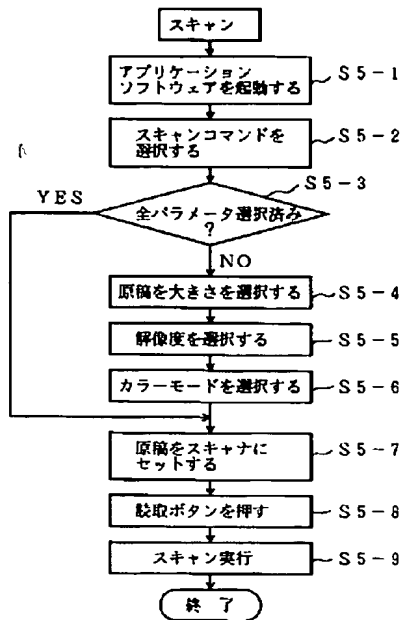 スキャン
アプリケーション S5-1
ソフトウェアを起動する
スキャンコマンドを S5-2
選択する
S5-3
YES
全パラメータ選択済み
?
NO
原稿を大きさを選択する S5-4
解像度を選択する S5-5
カラーモードを選択する S5-6
原稿をスキャナに S5-7
セットする
読取ボタンを押す S5-8
スキャン実行 S5-9
終了